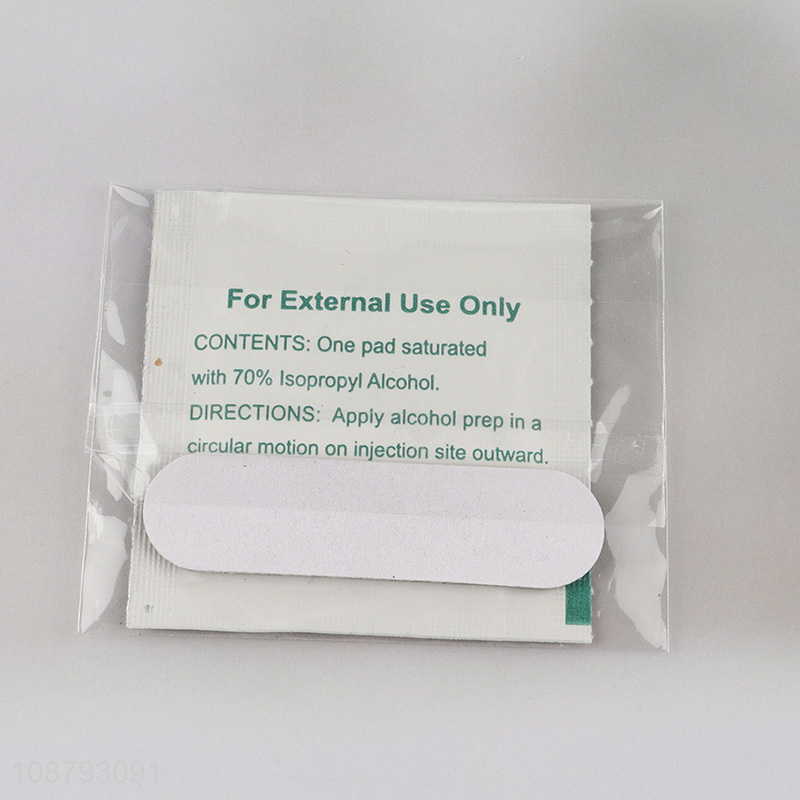 For External Use Only
CONTENTS: One pad saturated
with 70% Isopropyl Alcohol.
DIRECTIONS: Apply alcohol prep in a
circular motion on injection site outward.
108793091